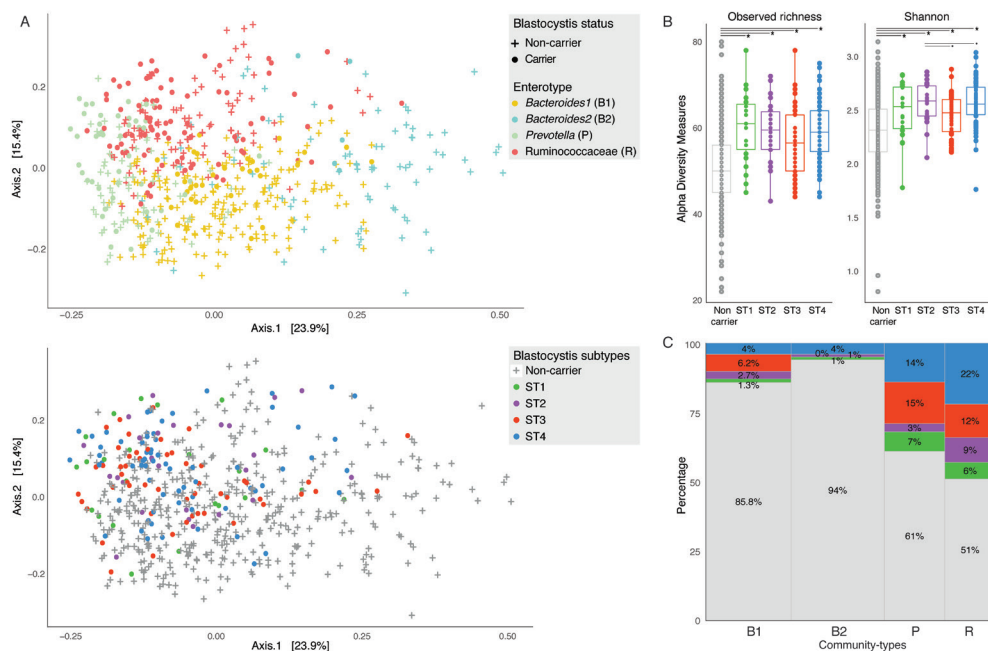 A
Blastocystis status
Non-carrier
Carrier
Enterotype
Bacteroides1 (B1)
Bacteroides2 (B2)
Prevotella (P)
Ruminococcaceae (R)
Axis.2 [15.4%]
0.2
0.0
−0.2
−0.25
0.00
0.25
0.50
Axis.1 [23.9%]
Blastocystis subtypes
Non-carrier
ST1
ST2
ST3
ST4
Axis.2 [15.4%]
0.2
0.0
−0.2
−0.25
0.00
0.25
0.50
Axis.1 [23.9%]
B
Observed richness
Shannon
Alpha Diversity Measures
80
60
40
20
3.0
2.5
2.0
1.5
1.0
* * * *
* * * *
Non carrier ST1 ST2 ST3 ST4
Non carrier ST1 ST2 ST3 ST4
C
Percentage
100
75
50
25
0
4%
6.2%
2.7%
1.3%
85.8%
4%
0%
1%
1%
94%
14%
15%
3%
7%
61%
22%
12%
9%
6%
51%
B1 B2 P R
Community-types